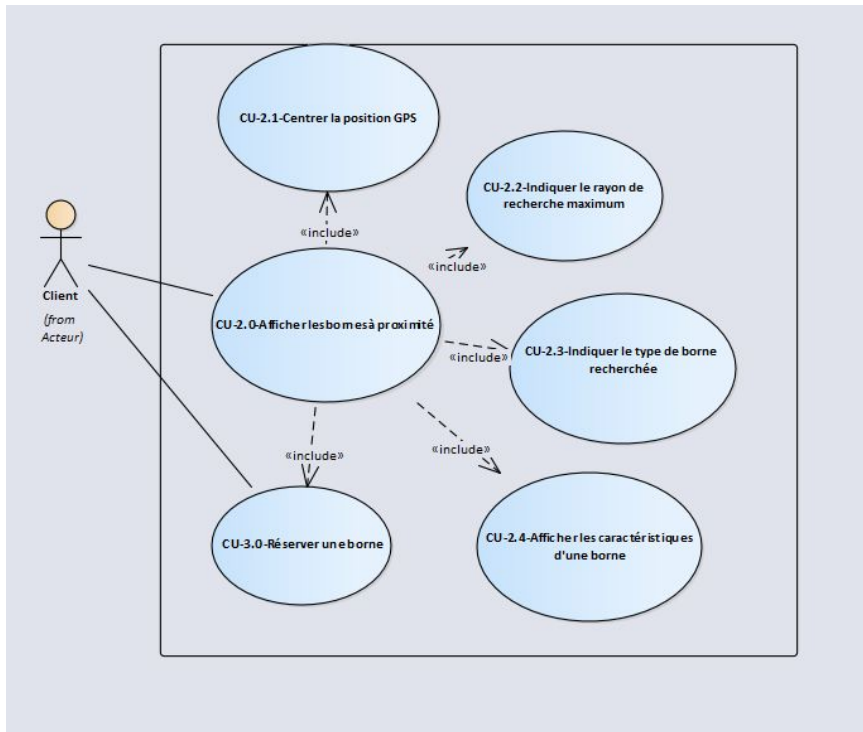 CU-2.1-Centrer la position GPS
CU-2.2-Indiquer le rayon de
recherche maximum
«include»
«include»
Client
(from
Acteur)
CU-2.0-Afficher les bornes à proximité
«include»
CU-2.3-Indiquer le type de borne
recherchée
«include»
«include»
CU-3.0-Réserver une borne
CU-2.4-Afficher les caractéristiques
d'une borne